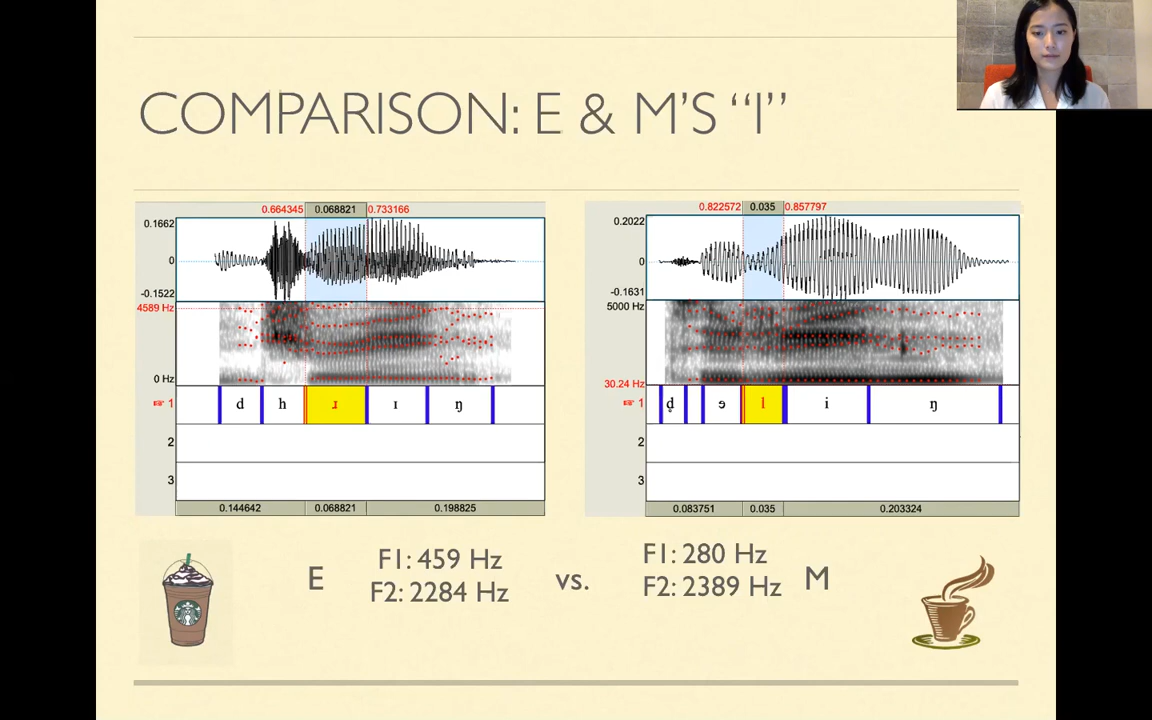 COMPARISON: E & M'S “I”
0.664345 0.068821 0.733166
0.1662
0
-0.1522
4589 Hz
0 Hz
☞ 1 d h ɹ ɪ ŋ
2
3
0.144642 0.068821 0.198825
0.822572 0.035 0.857797
0.2022
0
-0.1631
5000 Hz
30.24 Hz
☞ 1 d̥ ɘ l i ŋ
2
3
0.083751 0.035 0.203324
E
F1: 459 Hz
F2: 2284 Hz
vs.
F1: 280 Hz
F2: 2389 Hz
M